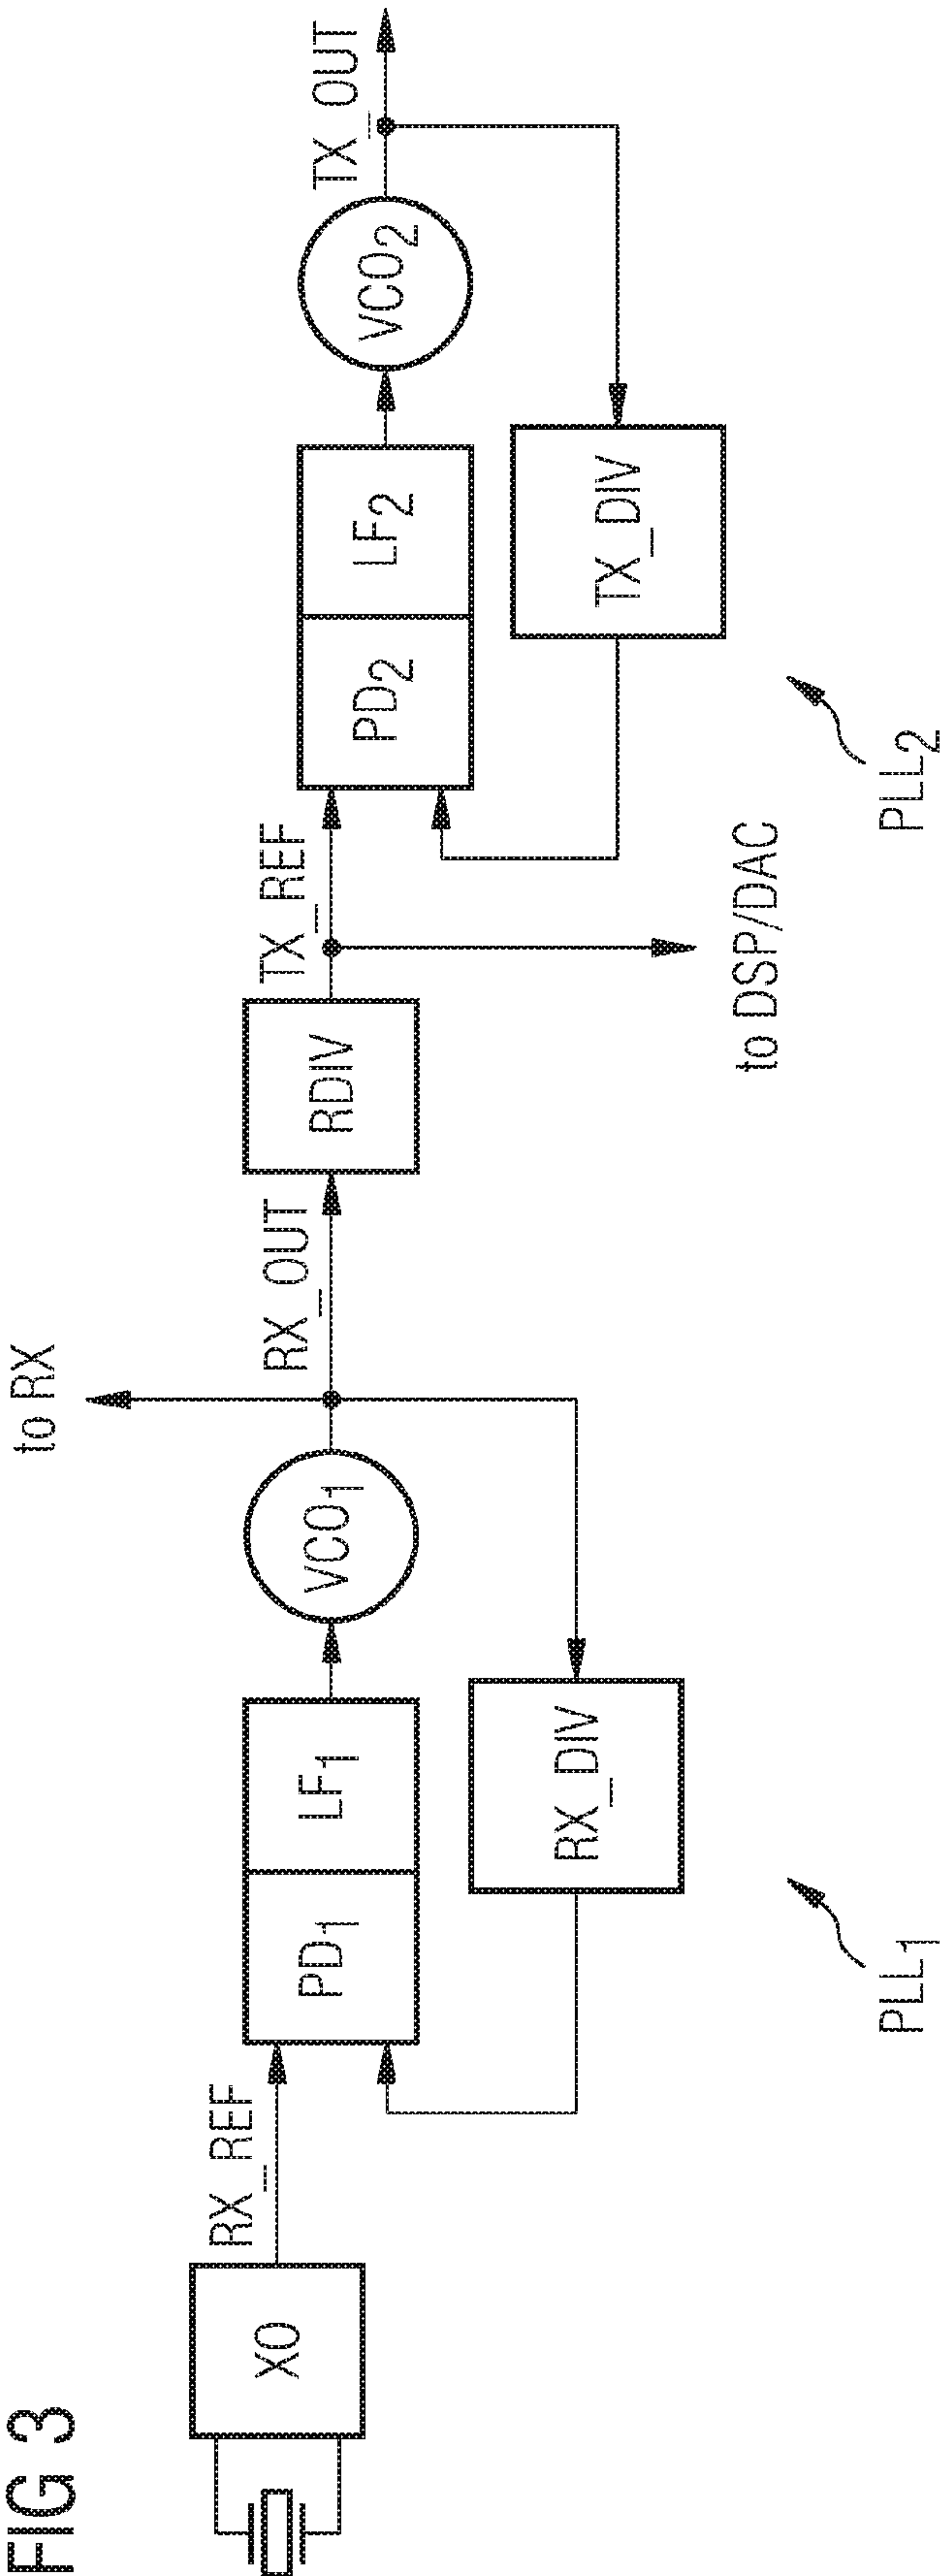 FIG 3
XO
RX_REF
PD1
LF1
VCO1
RX_DIV
PLL1
to RX
RX_OUT
RDIV
TX_REF
to DSP/DAC
PD2
LF2
VCO2
TX_OUT
TX_DIV
PLL2